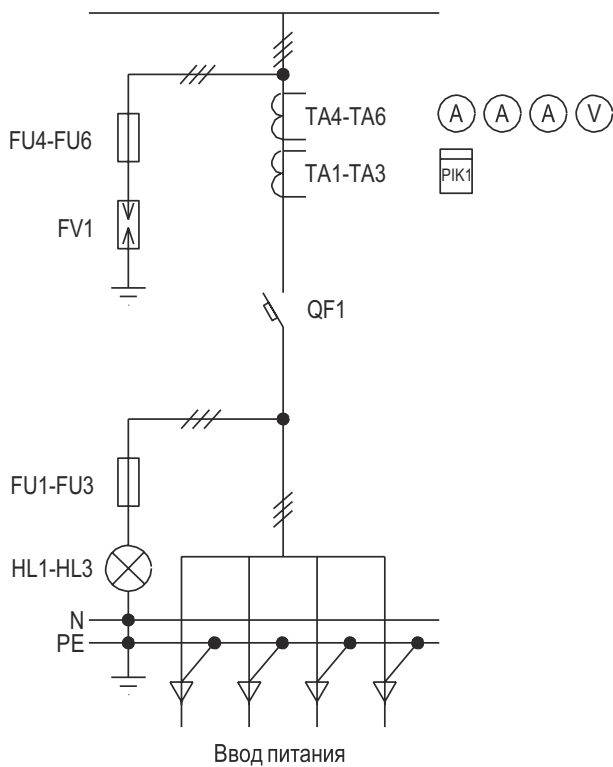 TA4-TA6
A A A V
FU4-FU6
TA1-TA3
PIK1
FV1
QF1
FU1-FU3
HL1-HL3
N
PE
Ввод питания